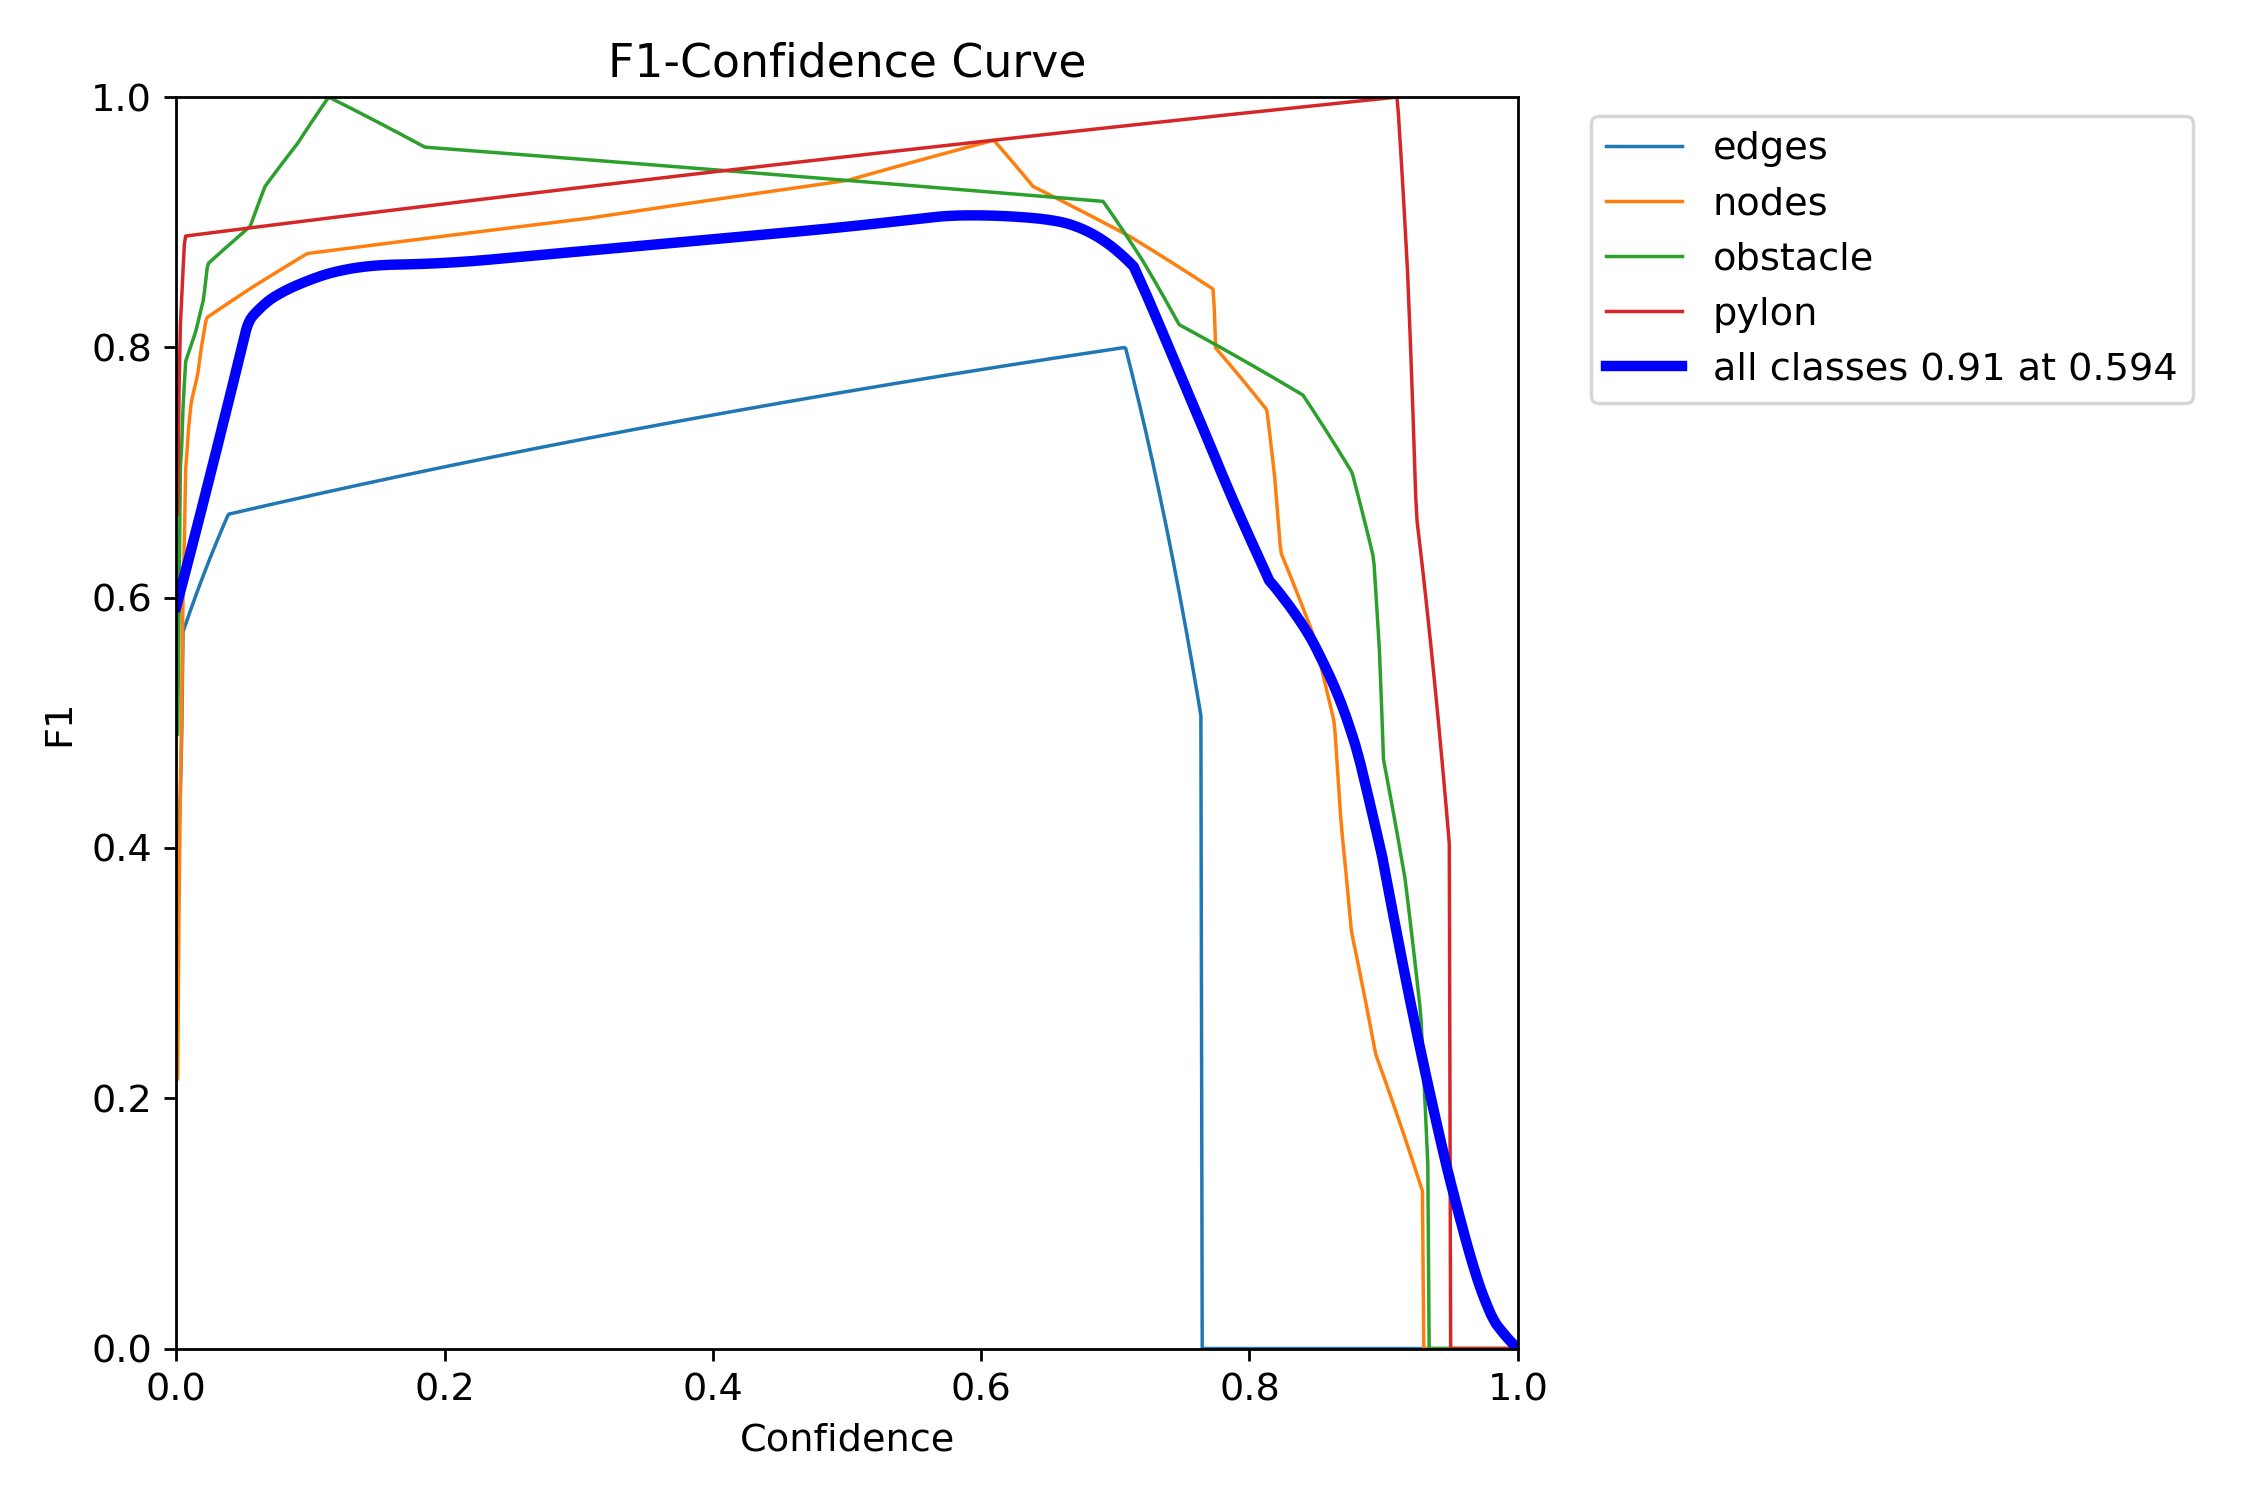 F1-Confidence Curve
edges
nodes
obstacle
pylon
all classes 0.91 at 0.594
F1
1.0
0.8
0.6
0.4
0.2
0.0
0.0 0.2 0.4 0.6 0.8 1.0
Confidence